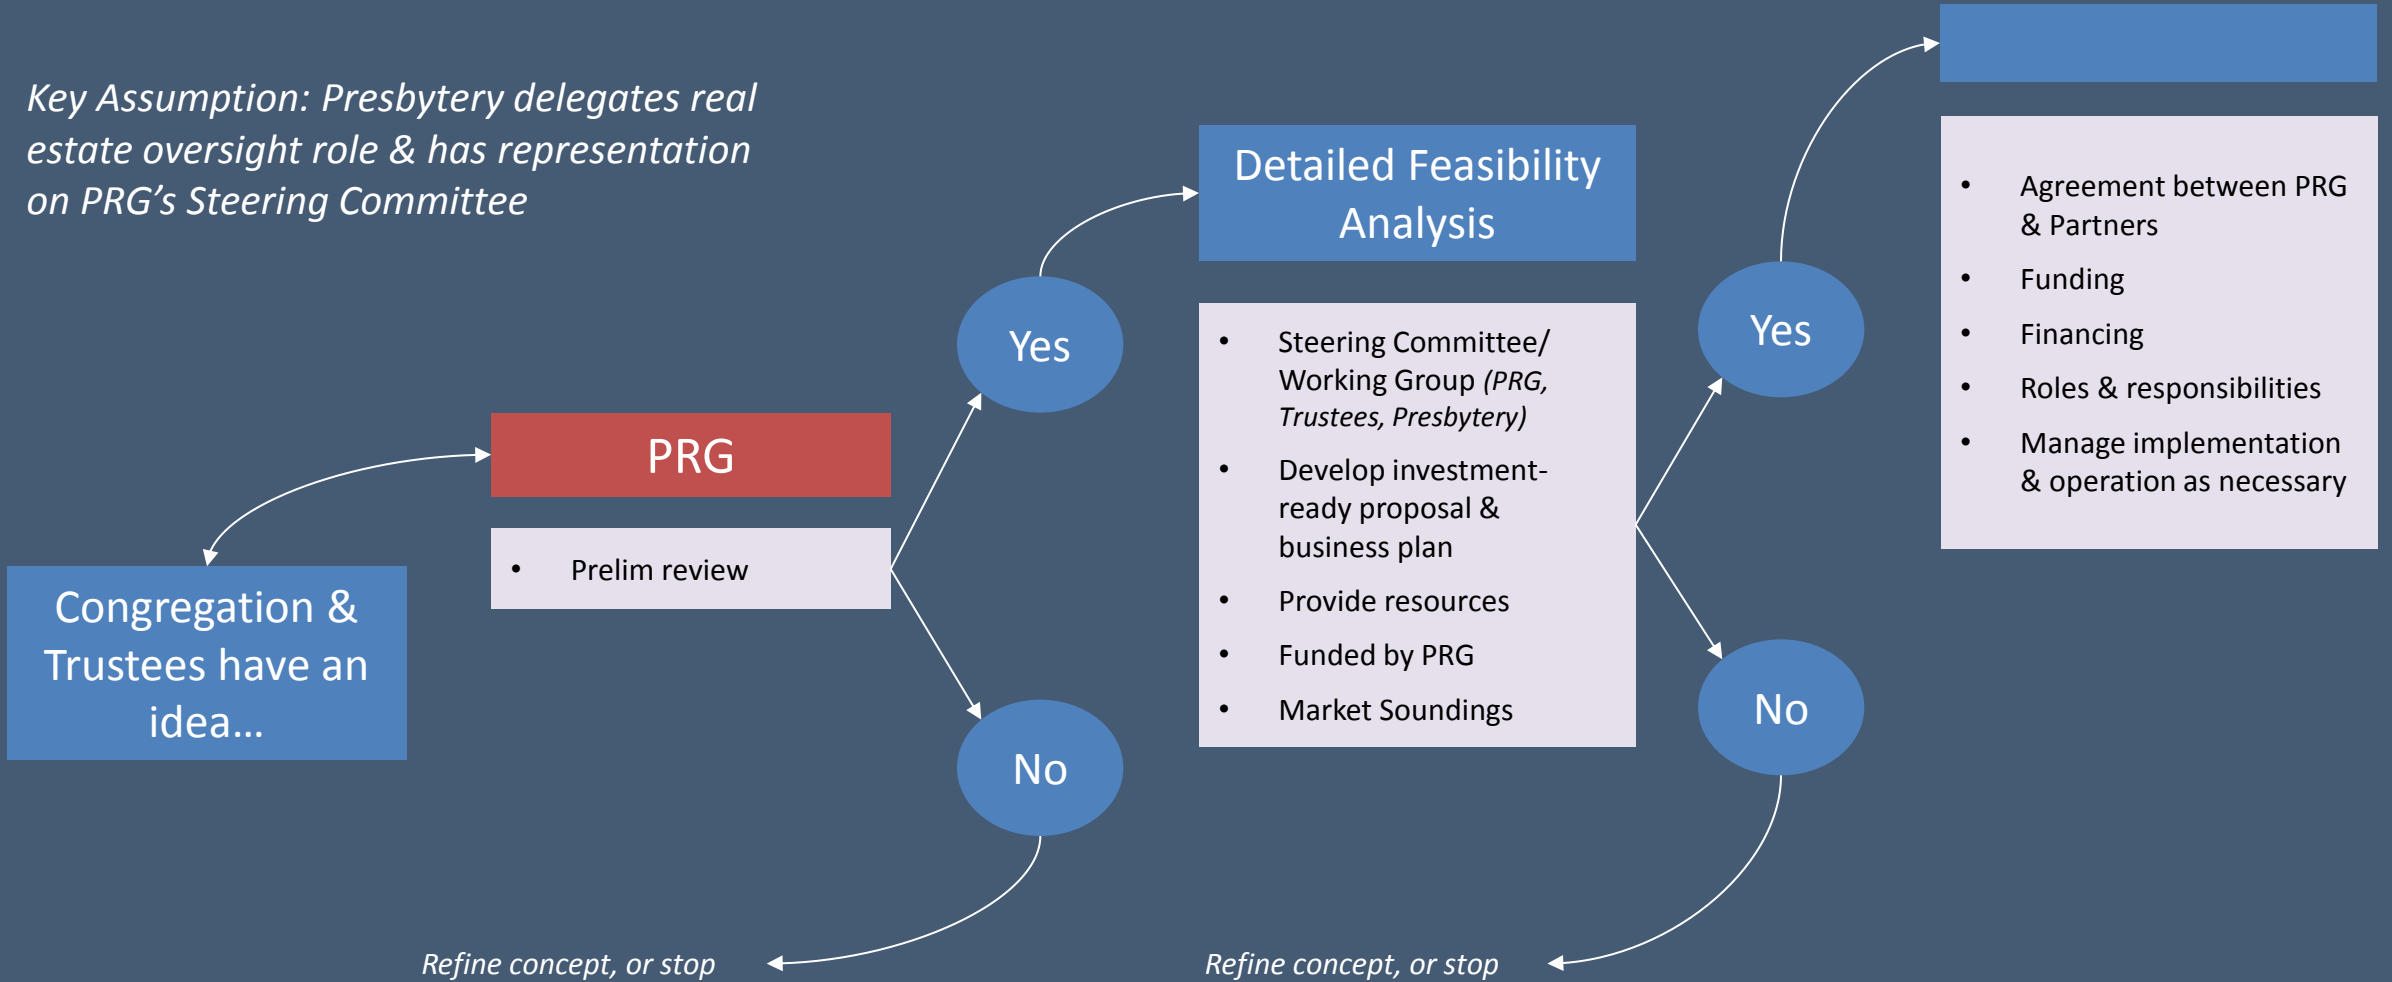 Key Assumption: Presbytery delegates real
estate oversight role & has representation
on PRG's Steering Committee
Congregation &
Trustees have an
idea…
PRG
• Prelim review
Yes
No
Refine concept, or stop
Detailed Feasibility
Analysis
• Steering Committee/
Working Group (PRG,
Trustees, Presbytery)
• Develop investment-
ready proposal &
business plan
• Provide resources
• Funded by PRG
• Market Soundings
Yes
No
Refine concept, or stop
• Agreement between PRG
& Partners
• Funding
• Financing
• Roles & responsibilities
• Manage implementation
& operation as necessary